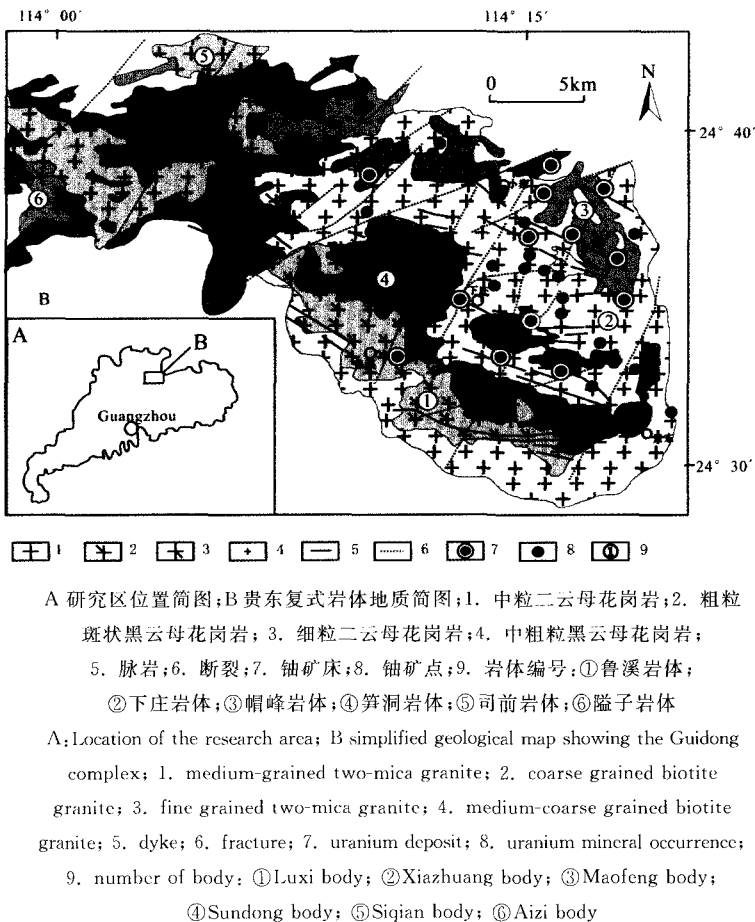 114° 00′ 114° 15′
⑤
0 5km
N
24° 40′
⑥
③
④
B
②
A
B
Guangzhou
①
24° 30′
1 2 3 4 5 6 7 8 ① 9
A 研究区位置简图;B 贵东复式岩体地质简图;1. 中粒二云母花岗岩;2. 粗粒
斑状黑云母花岗岩; 3. 细粒二云母花岗岩;4. 中粗粒黑云母花岗岩;
5. 脉岩;6. 断裂;7. 铀矿床;8. 铀矿点;9. 岩体编号:①鲁溪岩体;
②下庄岩体;③帽峰岩体;④笋洞岩体;⑤司前岩体;⑥隘子岩体
A:Location of the research area; B simplified geological map showing the Guidong
complex; 1. medium-grained two-mica granite; 2. coarse grained biotite
granite; 3. fine grained two-mica granite; 4. medium-coarse grained biotite
granite; 5. dyke; 6. fracture; 7. uranium deposit; 8. uranium mineral occurrence;
9. number of body: ①Luxi body; ②Xiazhuang body; ③Maofeng body;
④Sundong body; ⑤Siqian body; ⑥Aizi body